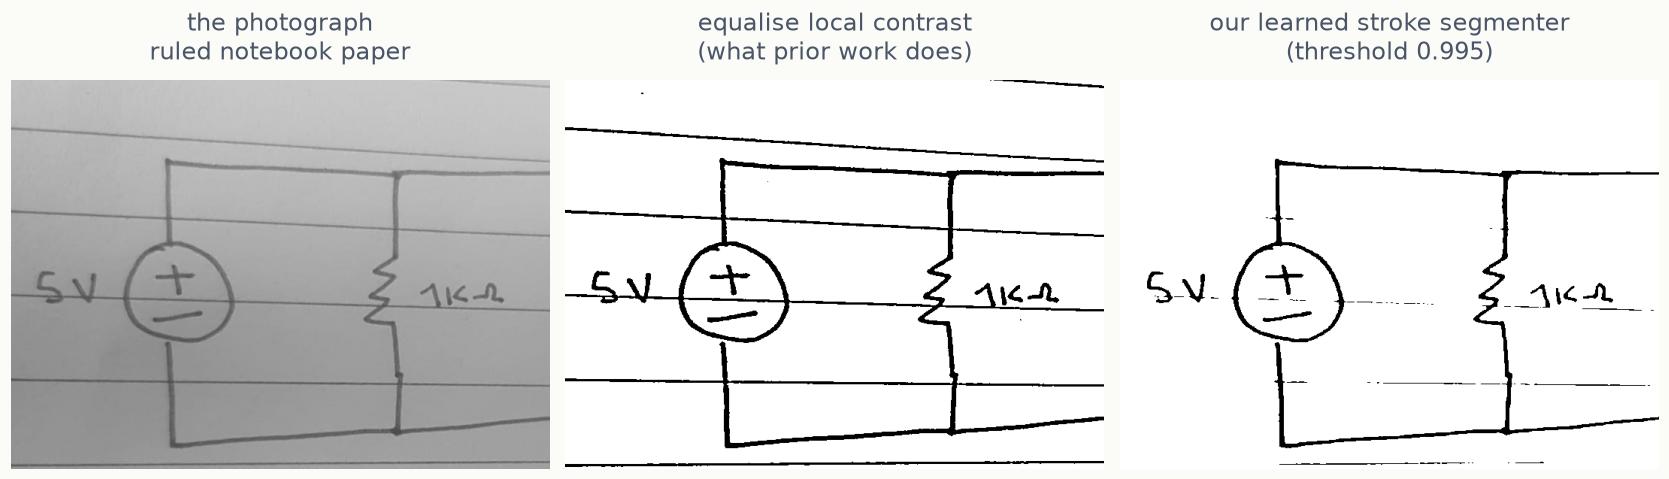 the photograph
ruled notebook paper
equalise local contrast
(what prior work does)
our learned stroke segmenter
(threshold 0.995)
5V
+
1KΩ
5V
+
1KΩ
5V
+
1KΩ